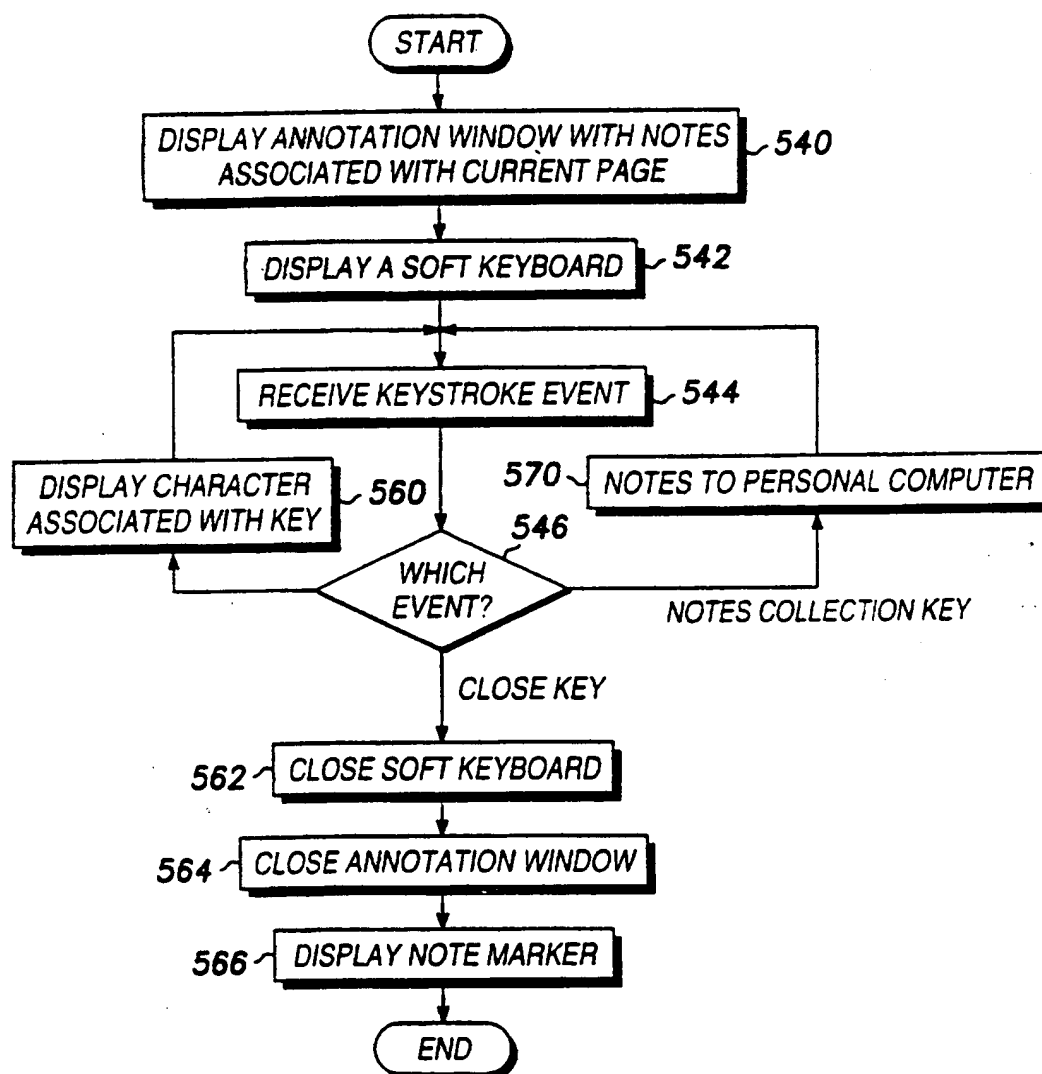 START
DISPLAY ANNOTATION WINDOW WITH NOTES
ASSOCIATED WITH CURRENT PAGE
540
DISPLAY A SOFT KEYBOARD
542
RECEIVE KEYSTROKE EVENT
544
DISPLAY CHARACTER
ASSOCIATED WITH KEY
560
570
NOTES TO PERSONAL COMPUTER
546
WHICH
EVENT?
NOTES COLLECTION KEY
CLOSE KEY
562
CLOSE SOFT KEYBOARD
564
CLOSE ANNOTATION WINDOW
566
DISPLAY NOTE MARKER
END